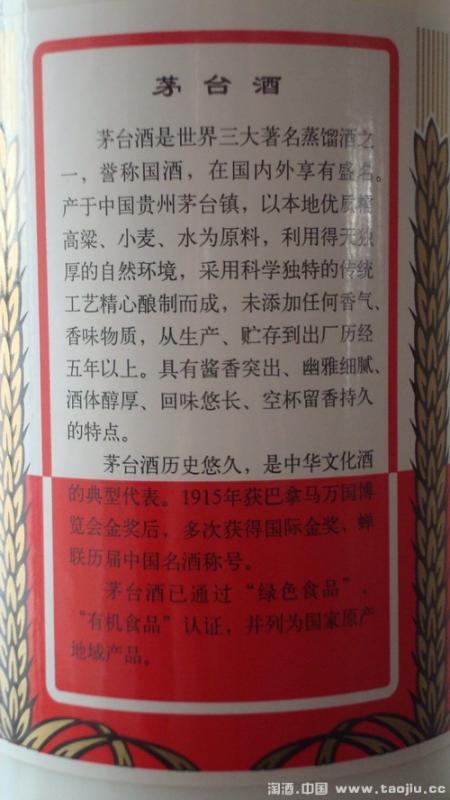 茅台酒
茅台酒是世界三大著名蒸馏酒之
一，誉称国酒，在国内外享有盛名。
产于中国贵州茅台镇，以本地优质糯
高粱、小麦、水为原料，利用得天独
厚的自然环境，采用科学独特的传统
工艺精心酿制而成，未添加任何香气、
香味物质，从生产、贮存到出厂历经
五年以上。具有酱香突出、幽雅细腻、
酒体醇厚、回味悠长、空杯留香持久
的特点。
茅台酒历史悠久，是中华文化酒
的典型代表。1915年获巴拿马万国博
览会金奖后，多次获得国际金奖，蝉
联历届中国名酒称号。
茅台酒已通过“绿色食品”、
“有机食品”认证，并列为国家原产
地域产品。
淘酒.中国 www.taojiu.cc